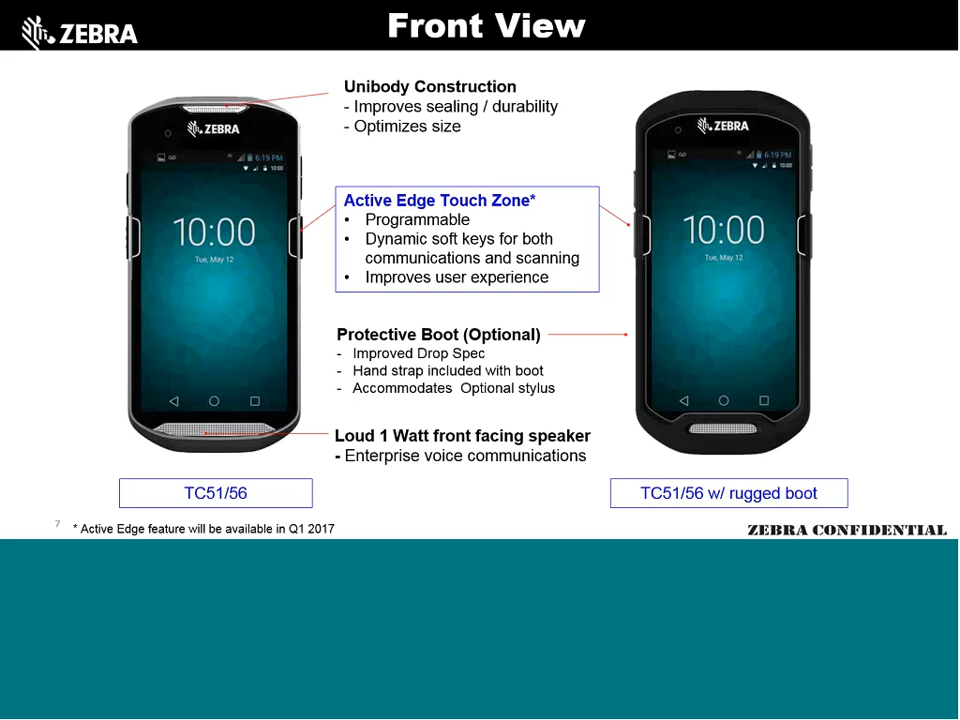 ZEBRA
Front View
Unibody Construction
- Improves sealing / durability
- Optimizes size
Active Edge Touch Zone*
• Programmable
• Dynamic soft keys for both
communications and scanning
• Improves user experience
Protective Boot (Optional)
- Improved Drop Spec
- Hand strap included with boot
- Accommodates Optional stylus
Loud 1 Watt front facing speaker
- Enterprise voice communications
ZEBRA
6:19 PM
10:00
10:00
Tue, May 12
ZEBRA
6:19 PM
10:00
10:00
Tue, May 12
TC51/56
TC51/56 w/ rugged boot
7
* Active Edge feature will be available in Q1 2017
ZEBRA CONFIDENTIAL